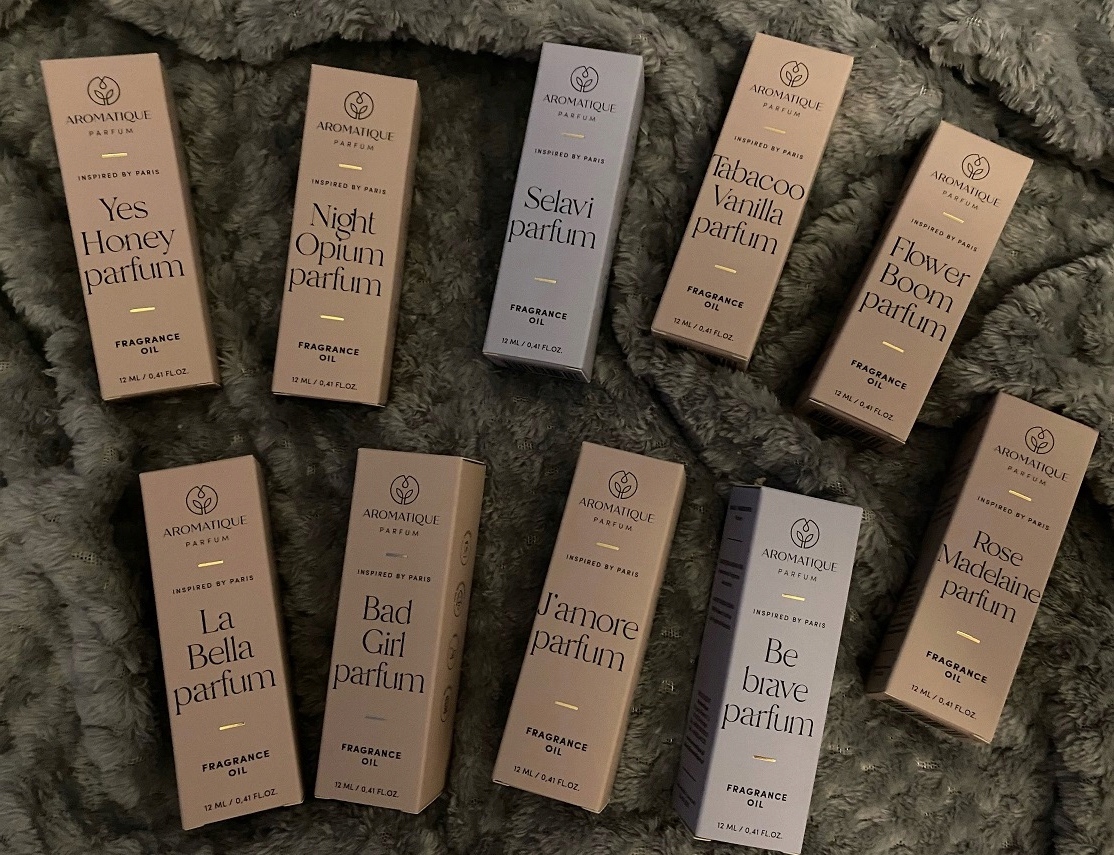 AROMATIQUE
PARFUM
INSPIRED BY PARIS
Yes
Honey
parfum
FRAGRANCE
OIL
12 ML / 0,41 FL.OZ.
AROMATIQUE
PARFUM
INSPIRED BY PARIS
Night
Opium
parfum
FRAGRANCE
OIL
12 ML / 0,41 FL.OZ.
AROMATIQUE
PARFUM
INSPIRED BY PARIS
Selavi
parfum
FRAGRANCE
OIL
12 ML / 0,41 FL.OZ.
AROMATIQUE
PARFUM
INSPIRED BY PARIS
Tabacoo
Vanilla
parfum
FRAGRANCE
OIL
12 ML / 0,41 FL.OZ.
AROMATIQUE
PARFUM
INSPIRED BY PARIS
Flower
Boom
parfum
FRAGRANCE
OIL
12 ML / 0,41 FL.OZ.
AROMATIQUE
PARFUM
INSPIRED BY PARIS
La
Bella
parfum
FRAGRANCE
OIL
12 ML / 0,41 FL.OZ.
AROMATIQUE
PARFUM
INSPIRED BY PARIS
Bad
Girl
parfum
FRAGRANCE
OIL
12 ML / 0,41 FL.OZ.
AROMATIQUE
PARFUM
INSPIRED BY PARIS
J'amore
parfum
FRAGRANCE
OIL
12 ML / 0,41 FL.OZ.
AROMATIQUE
PARFUM
INSPIRED BY PARIS
Be
brave
parfum
FRAGRANCE
OIL
12 ML / 0,41 FL.OZ.
AROMATIQUE
PARFUM
INSPIRED BY PARIS
Rose
Madelaine
parfum
FRAGRANCE
OIL
12 ML / 0,41 FL.OZ.